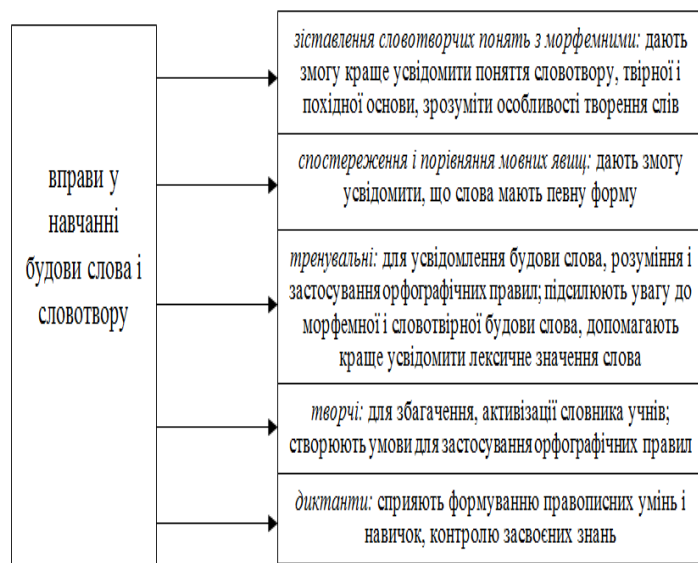 вправи у
навчанні
будови слова і
словотвору
зіставлення словотворчих понять з морфемними: дають
змогу краще усвідомити поняття словотвору, твірної і
похідної основи, зрозуміти особливості творення слів
спостереження і порівняння мовних явищ: дають змогу
усвідомити, що слова мають певну форму
тренувальні: для усвідомлення будови слова, розуміння і
застосування орфографічних правил; підсилюють увагу до
морфемної і словотвірної будови слова, допомагають
краще усвідомити лексичне значення слова
творчі: для збагачення, активізації словника учнів;
створюють умови для застосування орфографічних правил
диктанти: сприяють формуванню правописних умінь і
навичок, контролю засвоєних знань